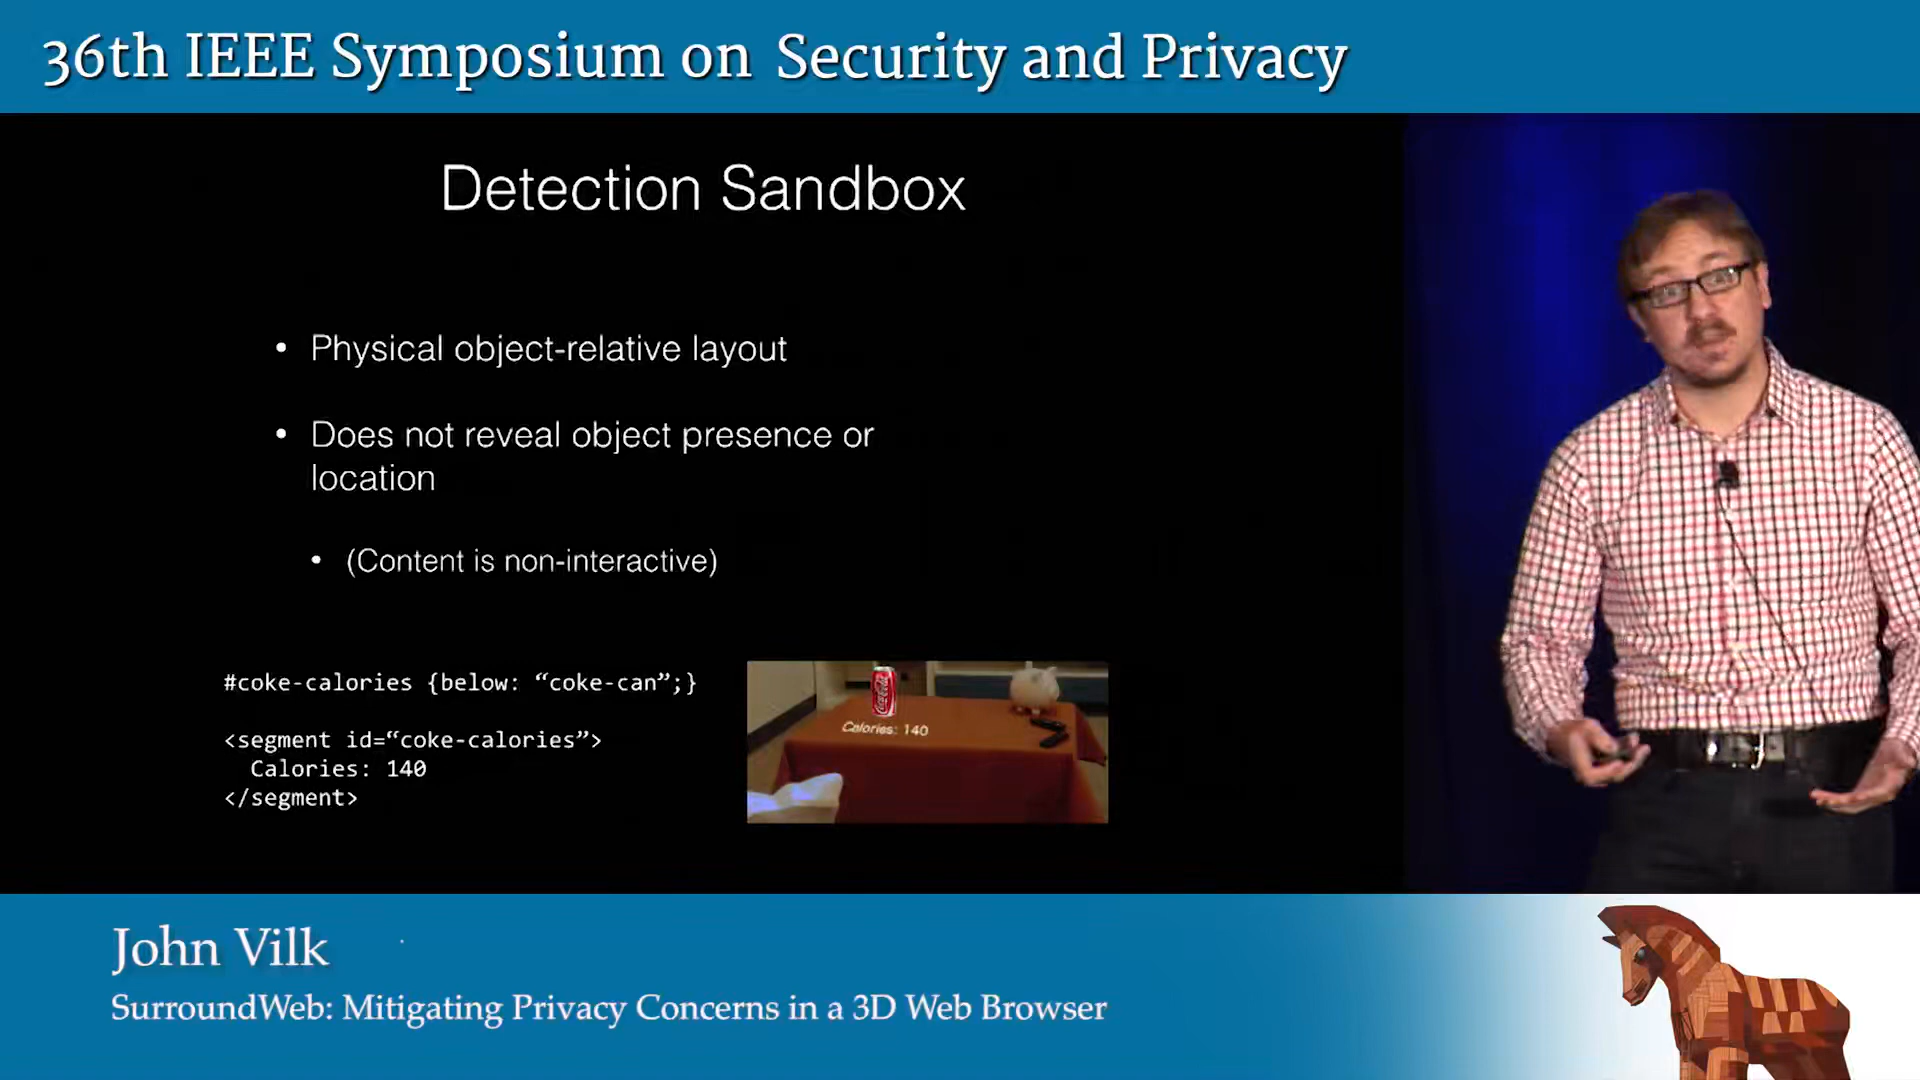 36th IEEE Symposium on Security and Privacy
Detection Sandbox
• Physical object-relative layout
• Does not reveal object presence or
location
• (Content is non-interactive)
#coke-calories {below: “coke-can”;}
<segment id=“coke-calories”>
Calories: 140
</segment>
Coca-Cola
Calories: 140
John Vilk
SurroundWeb: Mitigating Privacy Concerns in a 3D Web Browser